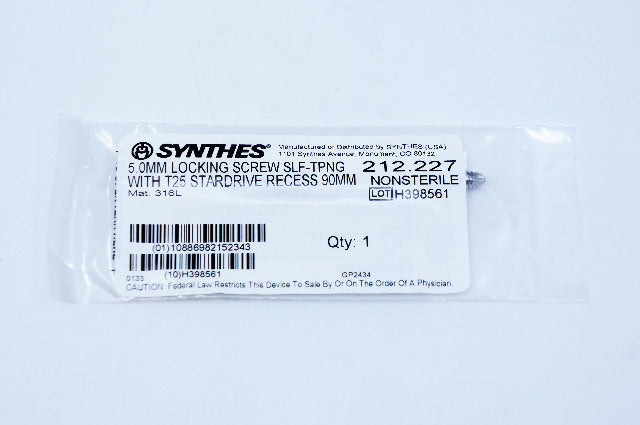 SYNTHES® Manufactured or Distributed by SYNTHES (USA)
1101 Synthes Avenue, Monument, CO 80132
5.0MM LOCKING SCREW SLF-TPNG 212.227
WITH T25 STARDRIVE RECESS 90MM NONSTERILE
Mat: 316L LOT H398561
(01)10886982152343 Qty: 1
0133 (10)H398561 GP2434
CAUTION: Federal Law Restricts This Device To Sale By Or On The Order Of A Physician